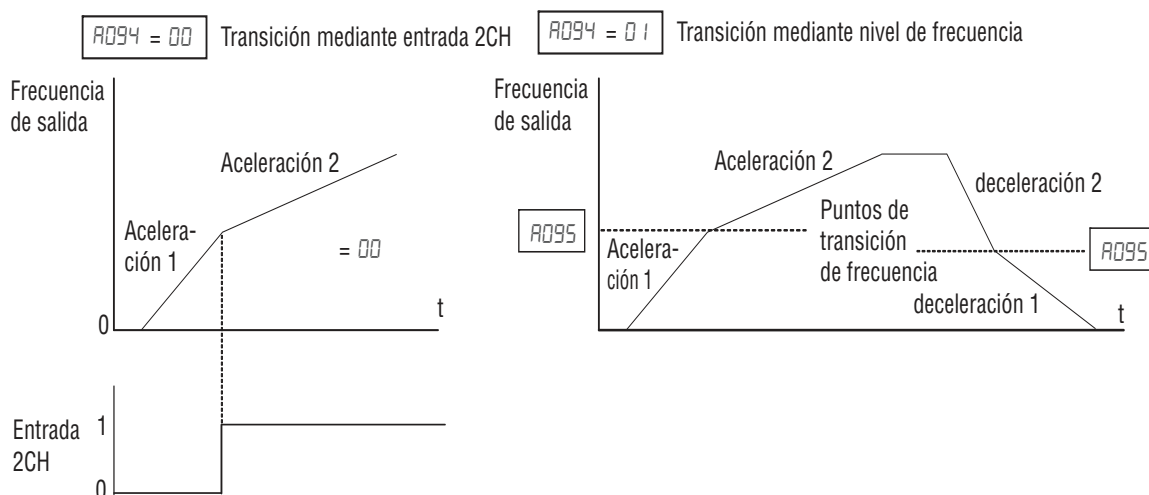 A094 = 00
Transición mediante entrada 2CH
A094 = 01
Transición mediante nivel de frecuencia
Frecuencia
de salida
Aceleración 2
Acelera-
ción 1
= 00
0
t
Entrada
2CH
1
0
Frecuencia
de salida
Aceleración 2
deceleración 2
A095
Acelera-
ción 1
Puntos de
transición
de frecuencia
A095
deceleración 1
t